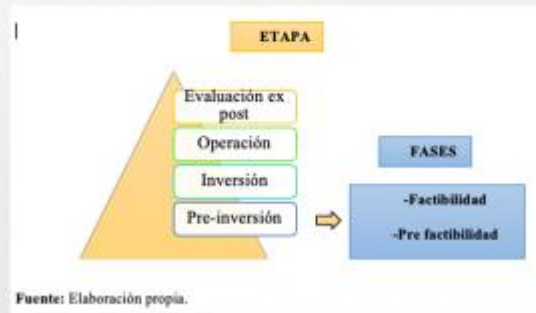 ETAPA
Evaluación ex
post
Operación
Inversión
Pre-inversión
FASES
-Factibilidad
-Pre factibilidad
Fuente: Elaboración propia.